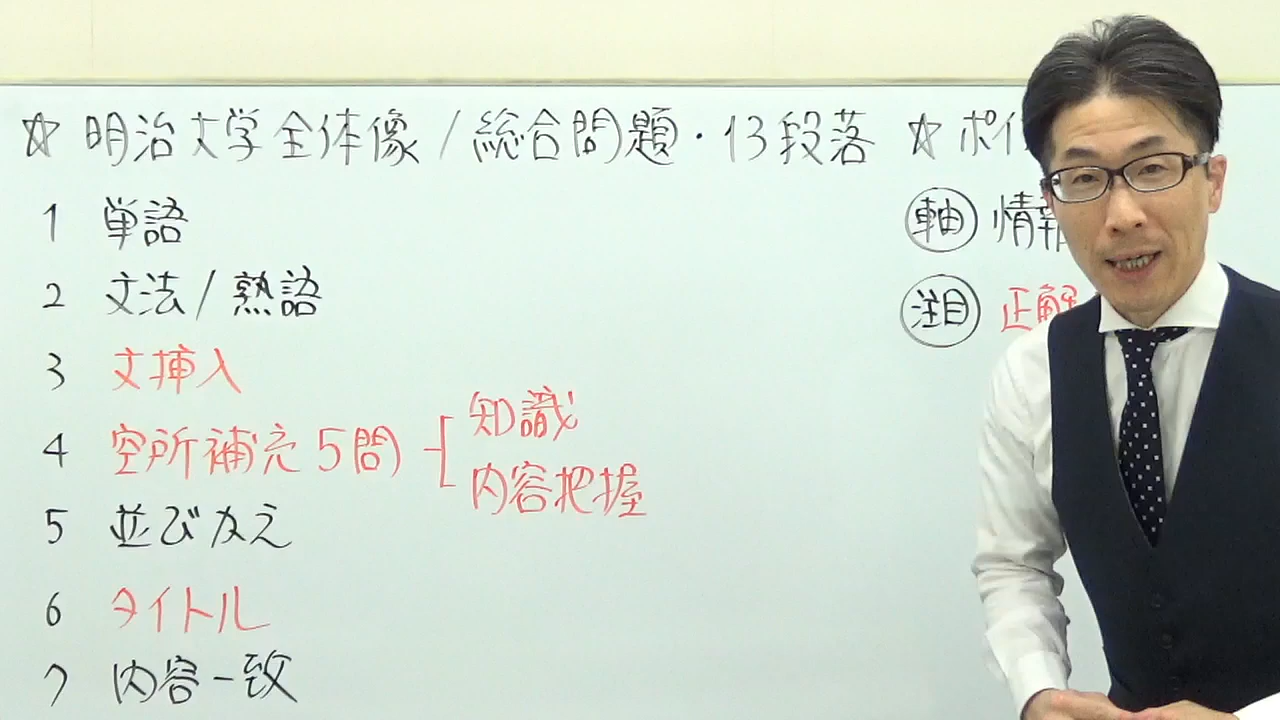 ☆ 明治文学全体像 / 総合問題・13段落
1 単語
2 文法 / 熟語
3 文挿入
4 空所補充5問
知識
内容把握
5 並びかえ
6 タイトル
7 内容一致
☆ ポイ
軸 情報
注目 正解